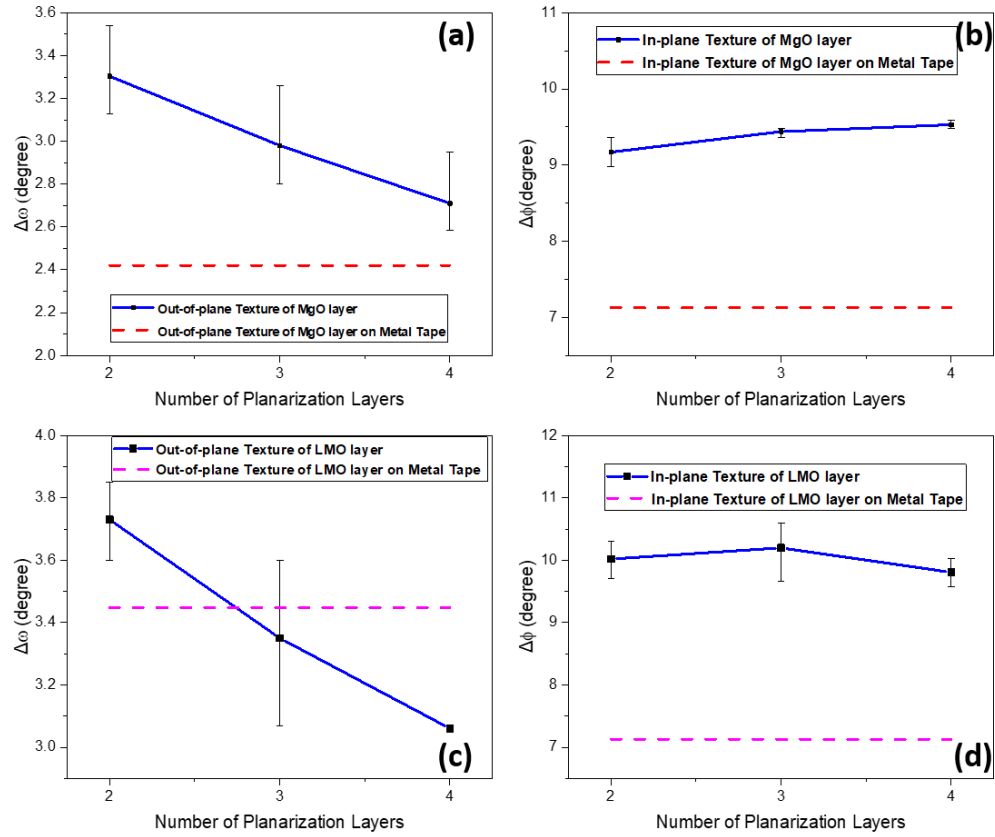 (a)
3.6
3.4
3.2
3.0
2.8
2.6
2.4
2.2
2.0
Δω (degree)
Out-of-plane Texture of MgO layer
Out-of-plane Texture of MgO layer on Metal Tape
2 3 4
Number of Planarization Layers
(b)
11
10
9
8
7
Δϕ(degree)
In-plane Texture of MgO layer
In-plane Texture of MgO layer on Metal Tape
2 3 4
Number of Planarization Layers
(c)
4.0
3.8
3.6
3.4
3.2
3.0
Δω (degree)
Out-of-plane Texture of LMO layer
Out-of-plane Texture of LMO layer on Metal Tape
2 3 4
Number of Planarization Layers
(d)
12
11
10
9
8
7
Δϕ (degree)
In-plane Texture of LMO layer
In-plane Texture of LMO layer on Metal Tape
2 3 4
Number of Planarization Layers